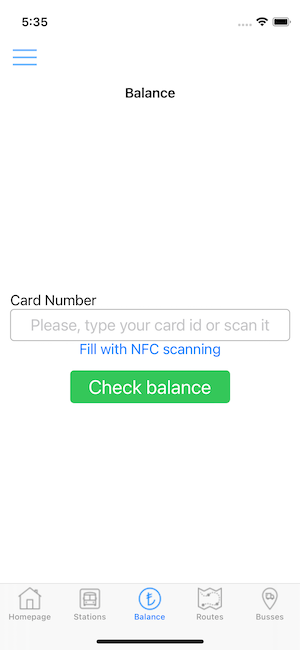 5:35
Balance
Card Number
Please, type your card id or scan it
Fill with NFC scanning
Check balance
Homepage
Stations
Balance
Routes
Busses